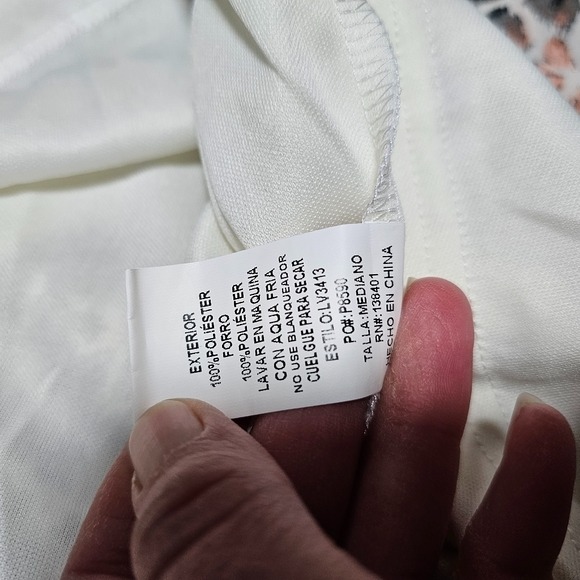 EXTERIOR
100%POLIÉSTER
FORRO
100%POLIÉSTER
LAVAR EN MAQUINA
CON AQUA FRIA
NO USE BLANQUEADOR
CUELGUE PARA SECAR
ESTILO:LV3413
PO#:P8590
TALLA:MEDIANO
RN#:138401
HECHO EN CHINA